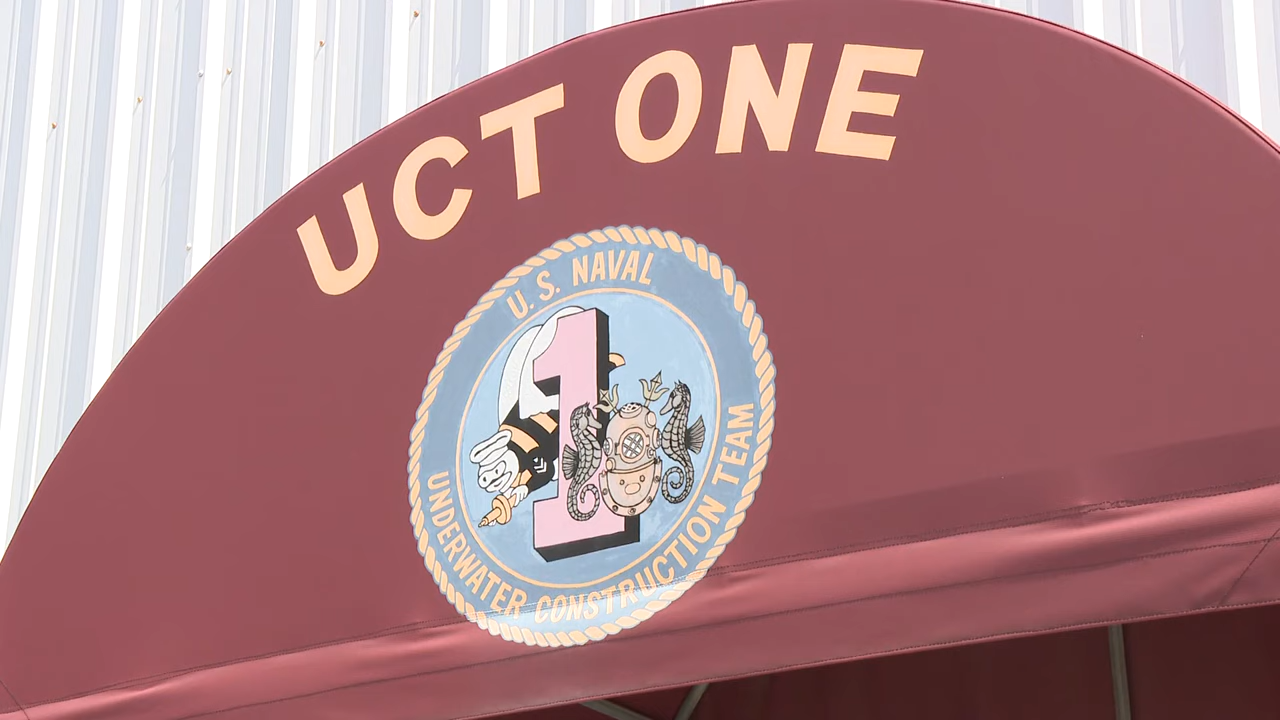 UCT ONE
U.S. NAVAL
1
UNDERWATER CONSTRUCTION TEAM